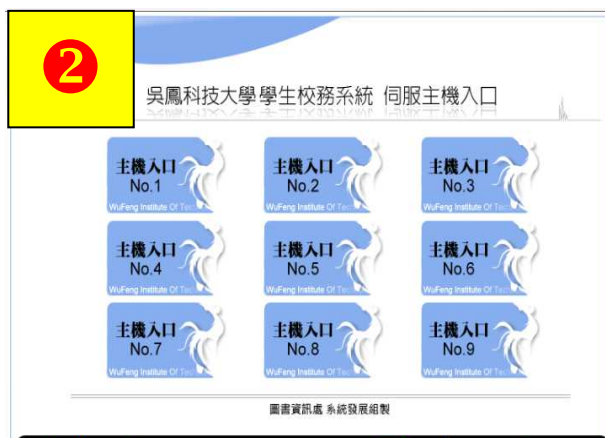 2
吳鳳科技大學學生校務系統 伺服主機入口
主機入口 主機入口 主機入口
No.1 No.2 No.3
WuFeng Institute Of Tec WuFeng Institute Of Tec WuFeng Institute Of Tec
主機入口 主機入口 主機入口
No.4 No.5 No.6
WuFeng Institute Of Tec WuFeng Institute Of Tec WuFeng Institute Of Tec
主機入口 主機入口 主機入口
No.7 No.8 No.9
WuFeng Institute Of Tec WuFeng Institute Of Tec WuFeng Institute Of Tec
圖書資訊處 系統發展組製